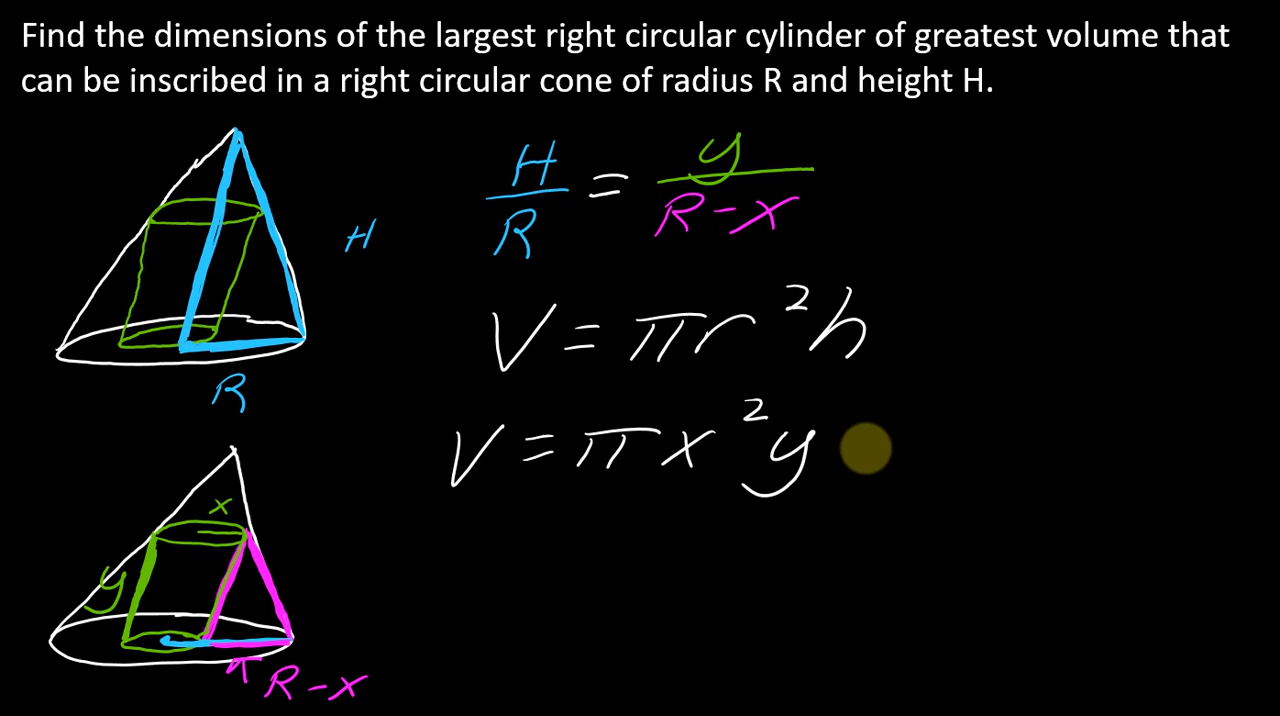 Find the dimensions of the largest right circular cylinder of greatest volume that
can be inscribed in a right circular cone of radius R and height H.
H
R
H/R = y/(R-x)
V = πr²h
V = πx²y
x
y
R-x